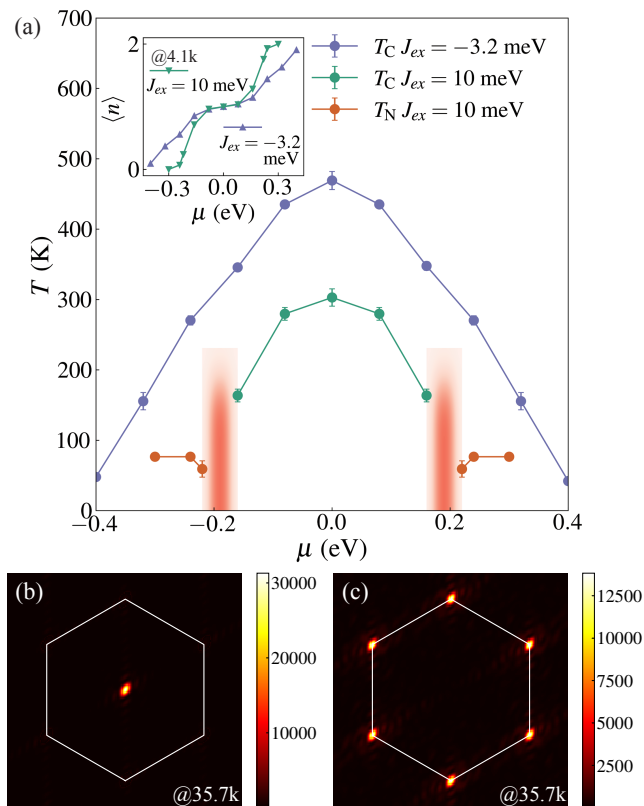 (a)
700
600
500
400
300
200
100
0
T (K)
−0.4
−0.2
0.0
0.2
0.4
μ (eV)
T_C J_ex = −3.2 meV
T_C J_ex = 10 meV
T_N J_ex = 10 meV
2
0
⟨n⟩
@4.1k
J_ex = 10 meV
J_ex = −3.2
meV
−0.3
0.0
0.3
μ (eV)
(b)
@35.7k
30000
20000
10000
(c)
@35.7k
12500
10000
7500
5000
2500